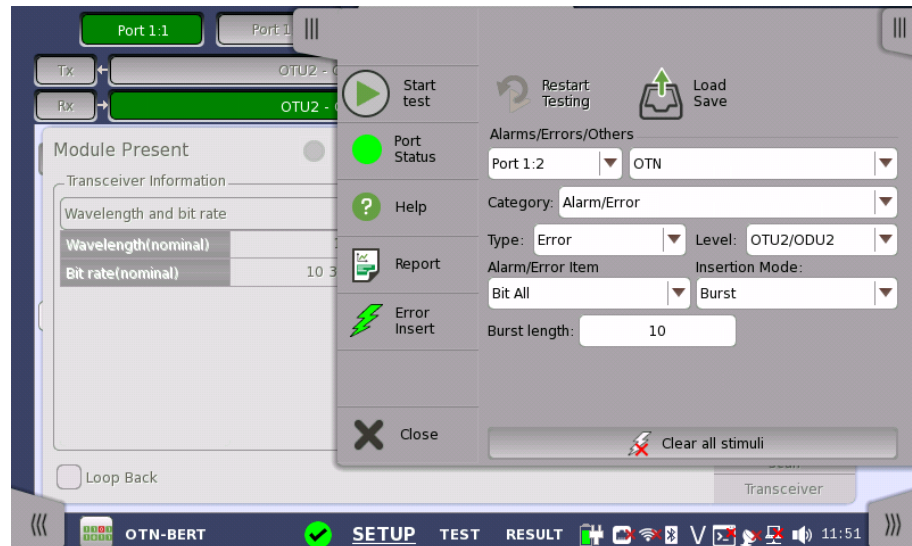 Port 1:1
Port 1
Tx
OTU2 -
Rx
OTU2 -
Module Present
Transceiver Information
Wavelength and bit rate
Wavelength(nominal)
Bit rate(nominal)
10 3
Loop Back
Start
test
Port
Status
Help
Report
Error
Insert
Close
Restart
Testing
Load
Save
Alarms/Errors/Others
Port 1:2
OTN
Category: Alarm/Error
Type: Error
Level: OTU2/ODU2
Alarm/Error Item
Insertion Mode:
Bit All
Burst
Burst length: 10
Clear all stimuli
Transceiver
OTN-BERT
SETUP
TEST
RESULT
11:51